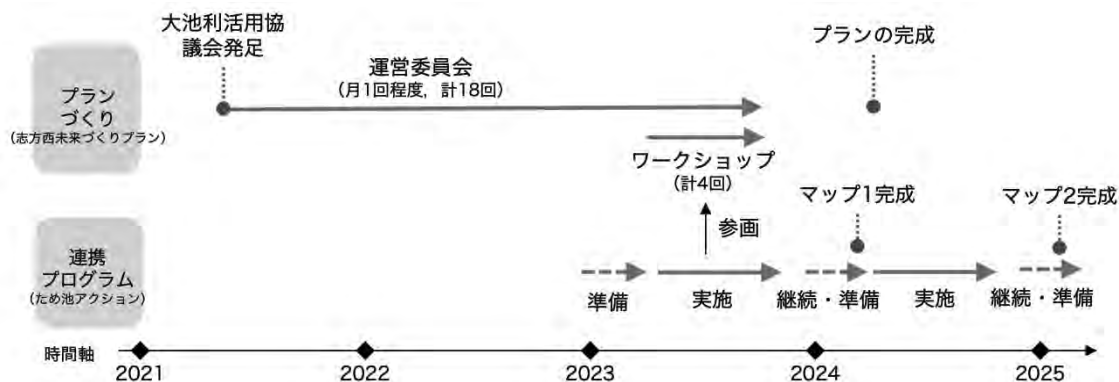 大池利活用協
議会発足
プランの完成
運営委員会
(月1回程度,計18回)
プラン
づくり
(志方西未来づくりプラン)
ワークショップ
(計4回)
マップ1完成
マップ2完成
参画
連携
プログラム
(ため池アクション)
準備
実施
継続・準備
実施
継続・準備
時間軸
2021
2022
2023
2024
2025